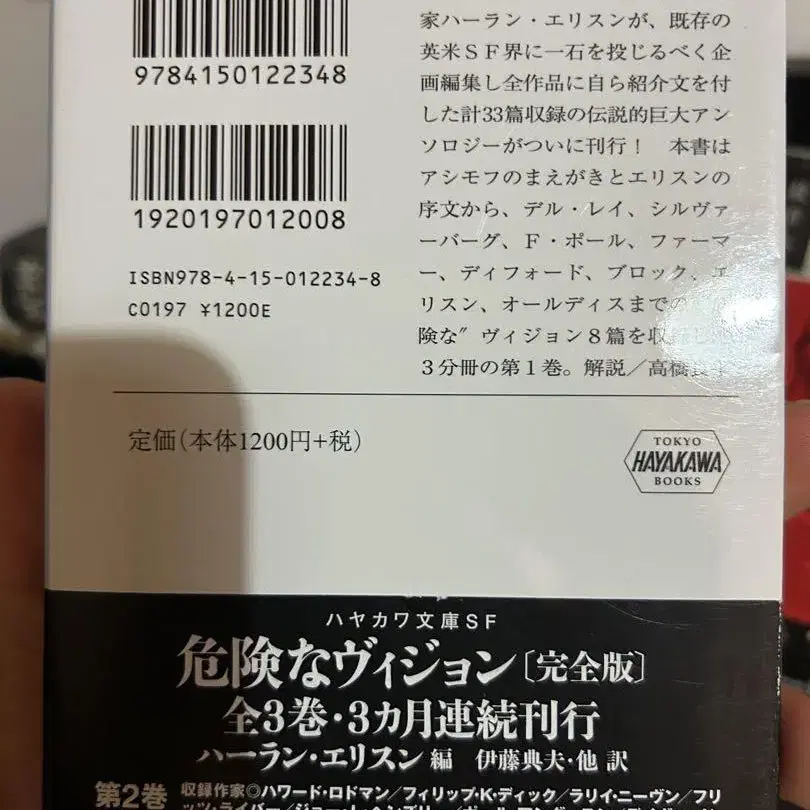 9784150122348
1920197012008
ISBN978-4-15-012234-8
C0197 ¥1200E
家ハーラン・エリスンが、既存の
英米SF界に一石を投じるべく企
画編集し全作品に自ら紹介文を付
した計33篇収録の伝説的巨大アン
ソロジーがついに刊行! 本書は
アシモフのまえがきとエリスンの
序文から、デル・レイ、シルヴァ
ーバーグ、F・ポール、ファーマ
ー、ディフォード、ブロック、エ
リスン、オールディスまでの
険な〟ヴィジョン8篇を収
3分冊の第1巻。解説/高橋良平
定価(本体1200円+税)
TOKYO
HAYAKAWA
BOOKS
ハヤカワ文庫SF
危険なヴィジョン〔完全版〕
全3巻・3カ月連続刊行
ハーラン・エリスン 編 伊藤典夫・他 訳
第2巻 収録作家◎ハワード・ロドマン/フィリップ・K・ディック/ラリイ・ニーヴン/フリ